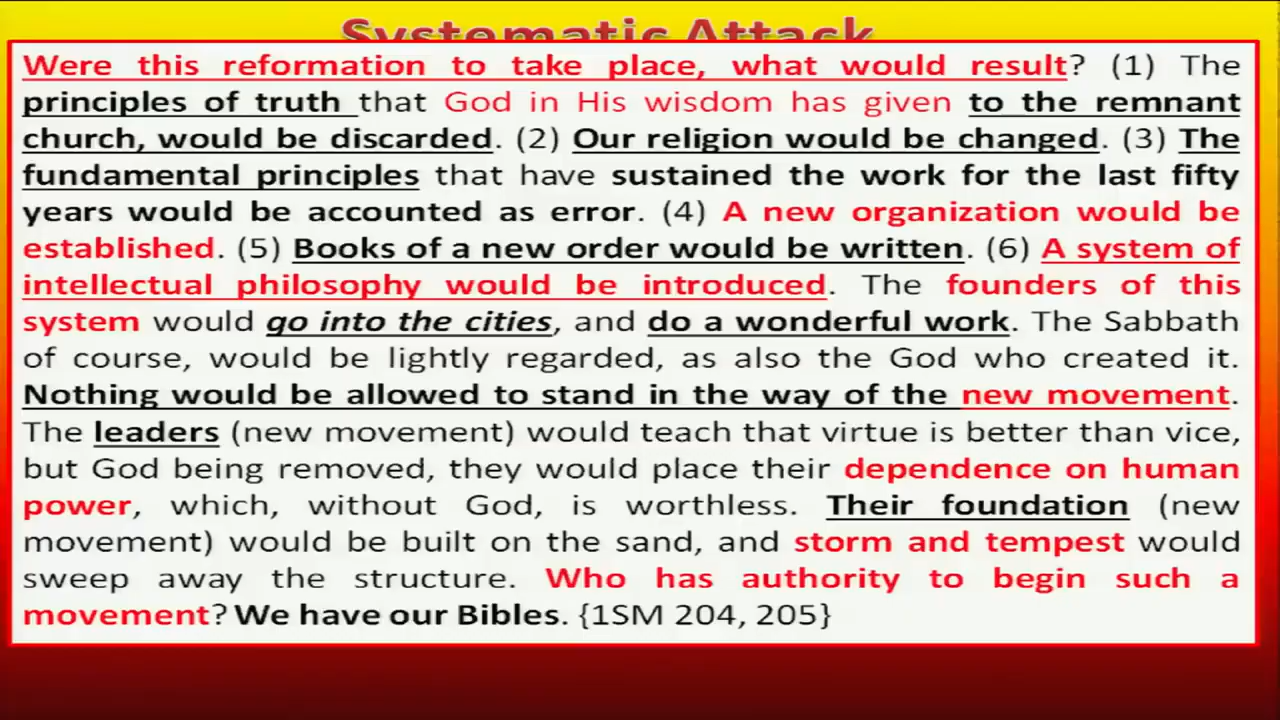 Systematic Attack
Were this reformation to take place, what would result? (1) The
principles of truth that God in His wisdom has given to the remnant
church, would be discarded. (2) Our religion would be changed. (3) The
fundamental principles that have sustained the work for the last fifty
years would be accounted as error. (4) A new organization would be
established. (5) Books of a new order would be written. (6) A system of
intellectual philosophy would be introduced. The founders of this
system would go into the cities, and do a wonderful work. The Sabbath
of course, would be lightly regarded, as also the God who created it.
Nothing would be allowed to stand in the way of the new movement.
The leaders (new movement) would teach that virtue is better than vice,
but God being removed, they would place their dependence on human
power, which, without God, is worthless. Their foundation (new
movement) would be built on the sand, and storm and tempest would
sweep away the structure. Who has authority to begin such a
movement? We have our Bibles. {1SM 204, 205}